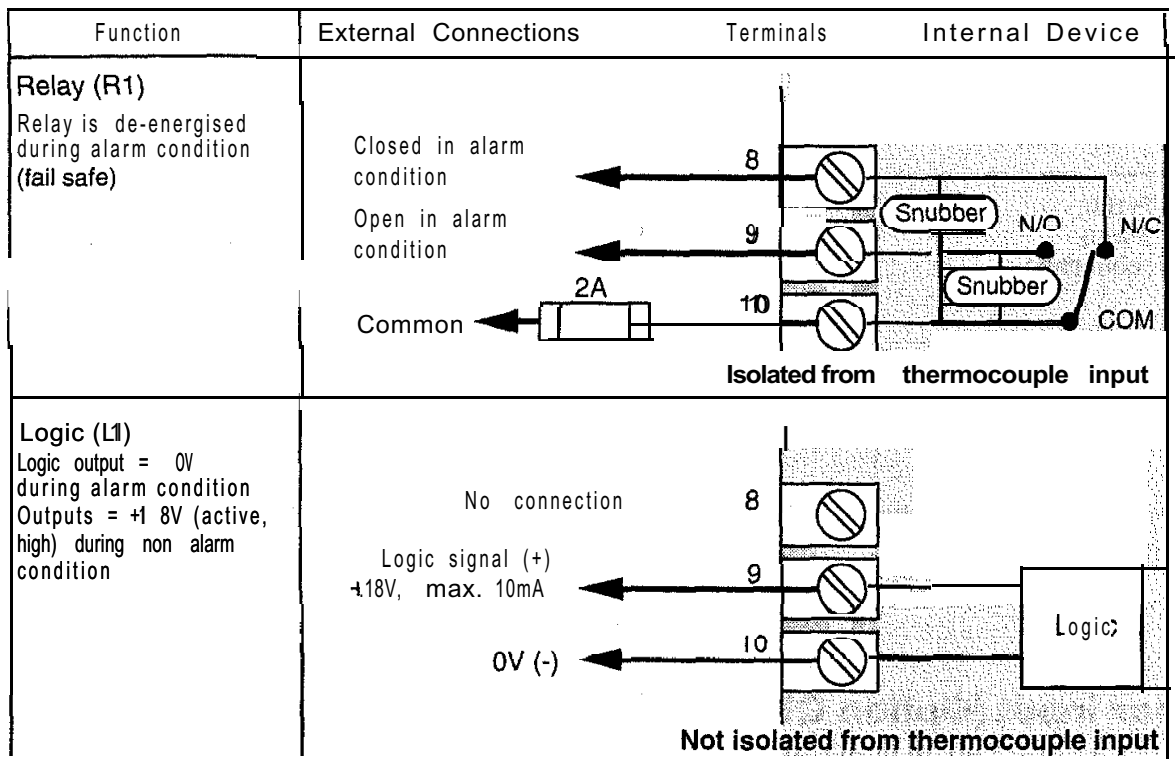 Function
External Connections
Terminals
Internal Device
Relay (R1)
Relay is de-energised
during alarm condition
(fail safe)
Closed in alarm
condition
Open in alarm
condition
Common
2A
8
9
10
Snubber
N/O
N/C
Snubber
COM
Isolated from thermocouple input
Logic (L1)
Logic output = 0V
during alarm condition
Outputs = +1 8V (active,
high) during non alarm
condition
No connection
Logic signal (+)
+18V, max. 10mA
0V (-)
8
9
10
Logic
Not isolated from thermocouple input